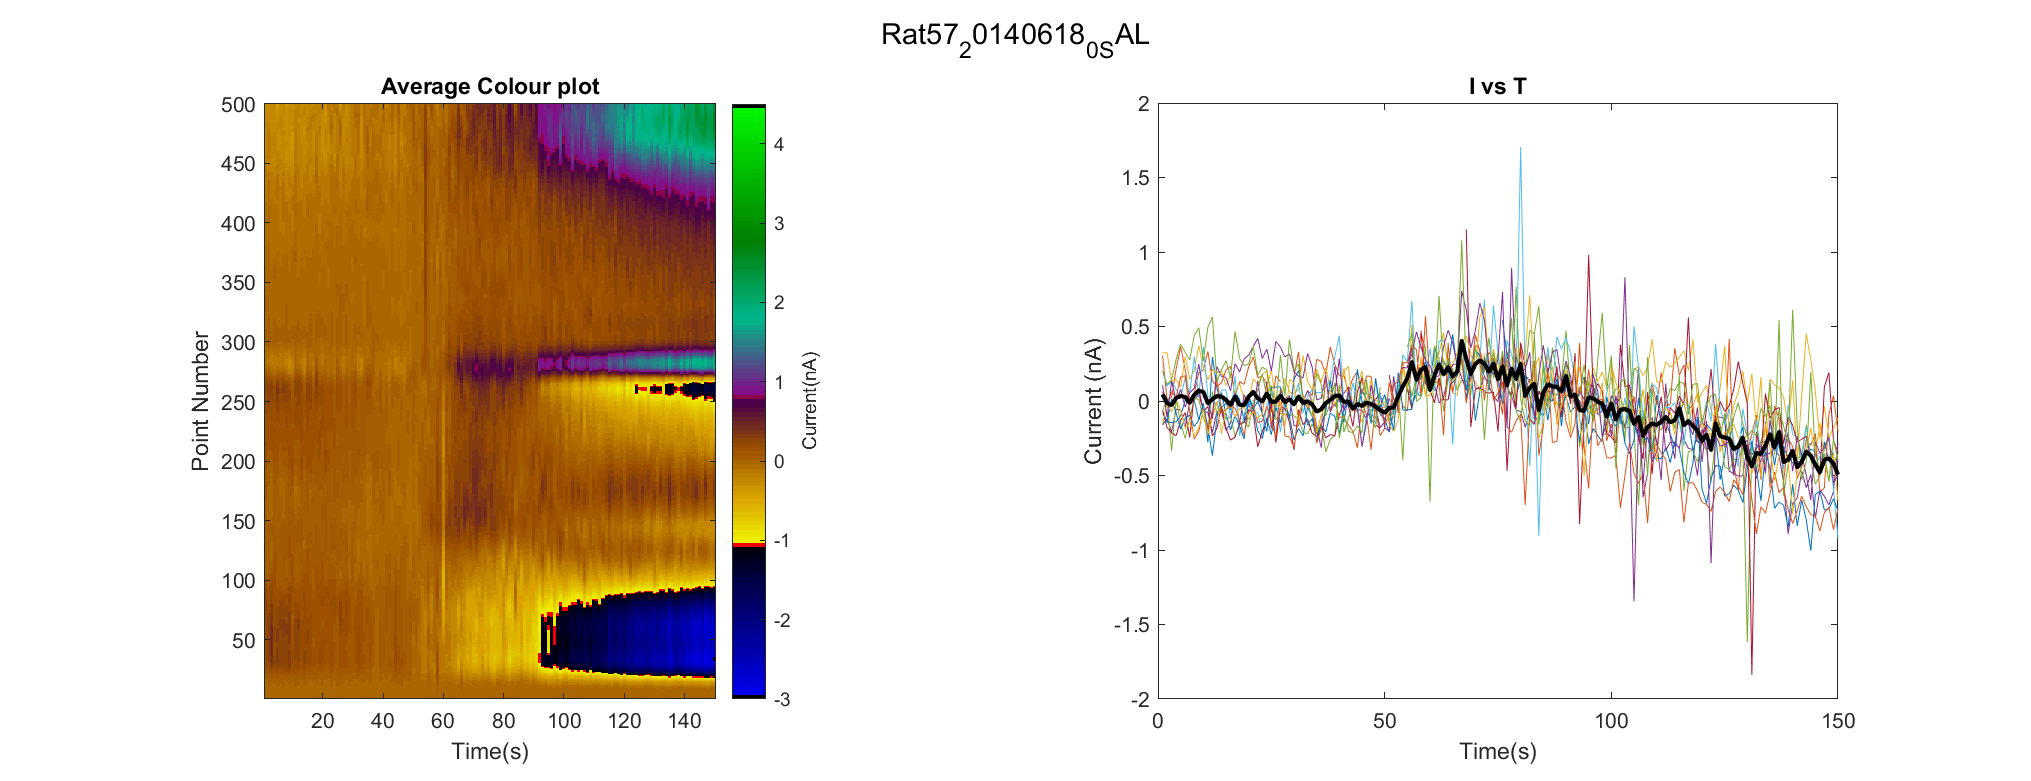 Rat57₂0140618₀SAL
Average Colour plot
500
450
400
350
300
250
200
150
100
50
Point Number
20 40 60 80 100 120 140
Time(s)
4
3
2
1
0
-1
-2
-3
Current(nA)
I vs T
2
1.5
1
0.5
0
-0.5
-1
-1.5
-2
Current (nA)
0 50 100 150
Time(s)